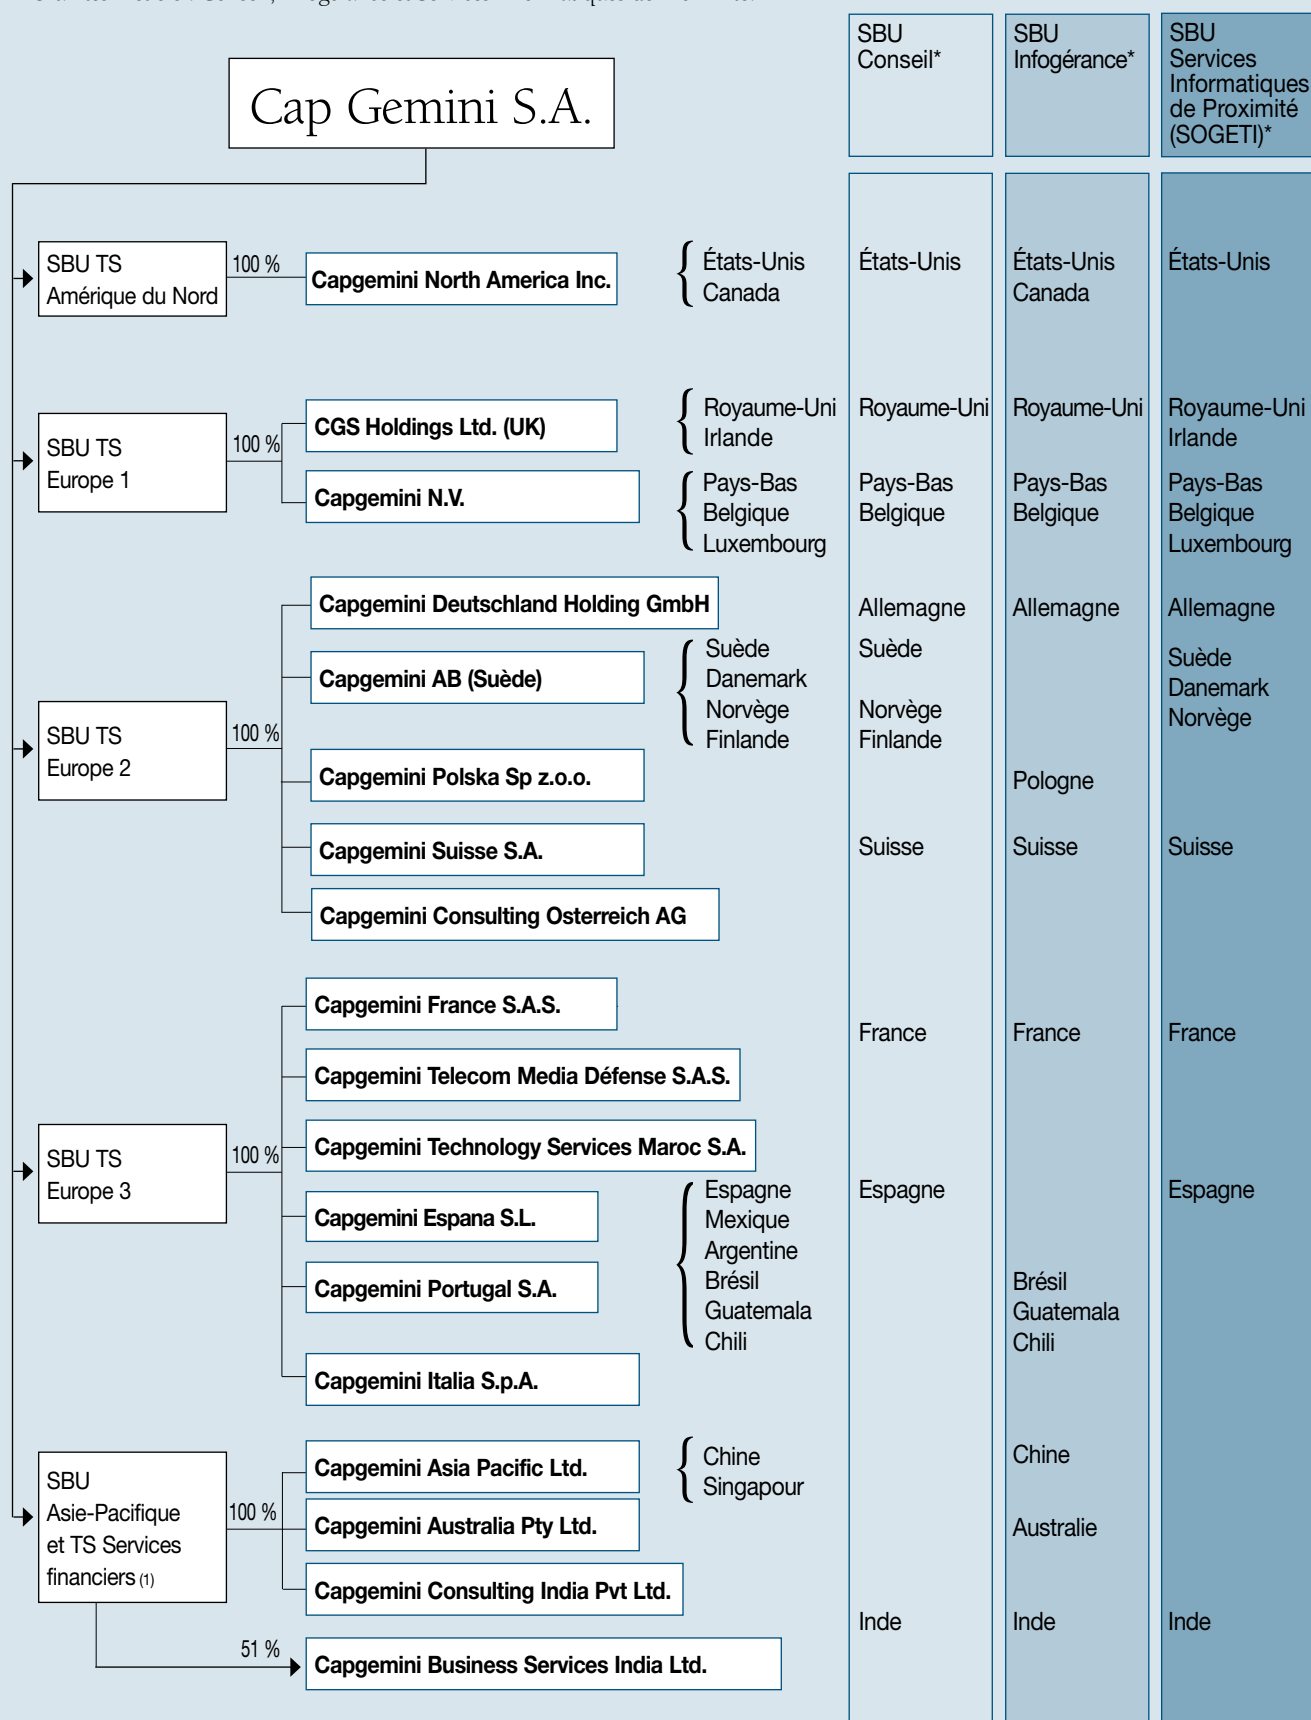 SBU
Conseil*
SBU
Infogérance*
SBU
Services
Informatiques
de Proximité
(SOGETI)*
Cap Gemini S.A.
SBU TS
Amérique du Nord
100 %
Capgemini North America Inc.
États-Unis
Canada
États-Unis
États-Unis
Canada
États-Unis
SBU TS
Europe 1
100 %
CGS Holdings Ltd. (UK)
Royaume-Uni
Irlande
Royaume-Uni
Royaume-Uni
Royaume-Uni
Irlande
Capgemini N.V.
Pays-Bas
Belgique
Luxembourg
Pays-Bas
Belgique
Pays-Bas
Belgique
Pays-Bas
Belgique
Luxembourg
SBU TS
Europe 2
100 %
Capgemini Deutschland Holding GmbH
Allemagne
Allemagne
Allemagne
Capgemini AB (Suède)
Suède
Danemark
Norvège
Finlande
Suède
Norvège
Finlande
Suède
Danemark
Norvège
Capgemini Polska Sp z.o.o.
Pologne
Capgemini Suisse S.A.
Suisse
Suisse
Suisse
Capgemini Consulting Osterreich AG
SBU TS
Europe 3
100 %
Capgemini France S.A.S.
France
France
France
Capgemini Telecom Media Défense S.A.S.
Capgemini Technology Services Maroc S.A.
Capgemini Espana S.L.
Capgemini Portugal S.A.
Espagne
Mexique
Argentine
Brésil
Guatemala
Chili
Espagne
Brésil
Guatemala
Chili
Espagne
Capgemini Italia S.p.A.
SBU
Asie-Pacifique
et TS Services
financiers (1)
100 %
Capgemini Asia Pacific Ltd.
Chine
Singapour
Chine
Capgemini Australia Pty Ltd.
Australie
Capgemini Consulting India Pvt Ltd.
Inde
Inde
Inde
51 %
Capgemini Business Services India Ltd.